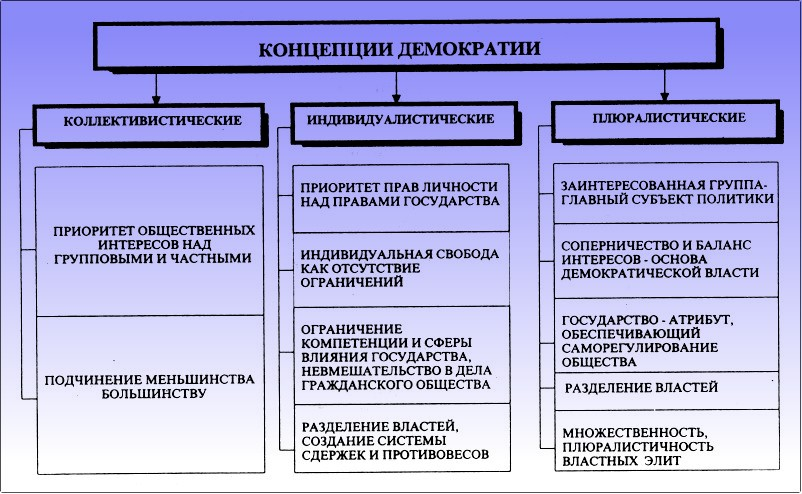 КОНЦЕПЦИИ ДЕМОКРАТИИ
КОЛЛЕКТИВИСТИЧЕСКИЕ
ПРИОРИТЕТ ОБЩЕСТВЕННЫХ
ИНТЕРЕСОВ НАД
ГРУППОВЫМИ И ЧАСТНЫМИ
ПОДЧИНЕНИЕ МЕНЬШИНСТВА
БОЛЬШИНСТВУ
ИНДИВИДУАЛИСТИЧЕСКИЕ
ПРИОРИТЕТ ПРАВ ЛИЧНОСТИ
НАД ПРАВАМИ ГОСУДАРСТВА
ИНДИВИДУАЛЬНАЯ СВОБОДА
КАК ОТСУТСТВИЕ
ОГРАНИЧЕНИЙ
ОГРАНИЧЕНИЕ
КОМПЕТЕНЦИИ И СФЕРЫ
ВЛИЯНИЯ ГОСУДАРСТВА,
НЕВМЕШАТЕЛЬСТВО В ДЕЛА
ГРАЖДАНСКОГО ОБЩЕСТВА
РАЗДЕЛЕНИЕ ВЛАСТЕЙ,
СОЗДАНИЕ СИСТЕМЫ
СДЕРЖЕК И ПРОТИВОВЕСОВ
ПЛЮРАЛИСТИЧЕСКИЕ
ЗАИНТЕРЕСОВАННАЯ ГРУППА-
ГЛАВНЫЙ СУБЪЕКТ ПОЛИТИКИ
СОПЕРНИЧЕСТВО И БАЛАНС
ИНТЕРЕСОВ - ОСНОВА
ДЕМОКРАТИЧЕСКОЙ ВЛАСТИ
ГОСУДАРСТВО - АТРИБУТ,
ОБЕСПЕЧИВАЮЩИЙ
САМОРЕГУЛИРОВАНИЕ
ОБЩЕСТВА
РАЗДЕЛЕНИЕ ВЛАСТЕЙ
МНОЖЕСТВЕННОСТЬ,
ПЛЮРАЛИСТИЧНОСТЬ
ВЛАСТНЫХ ЭЛИТ